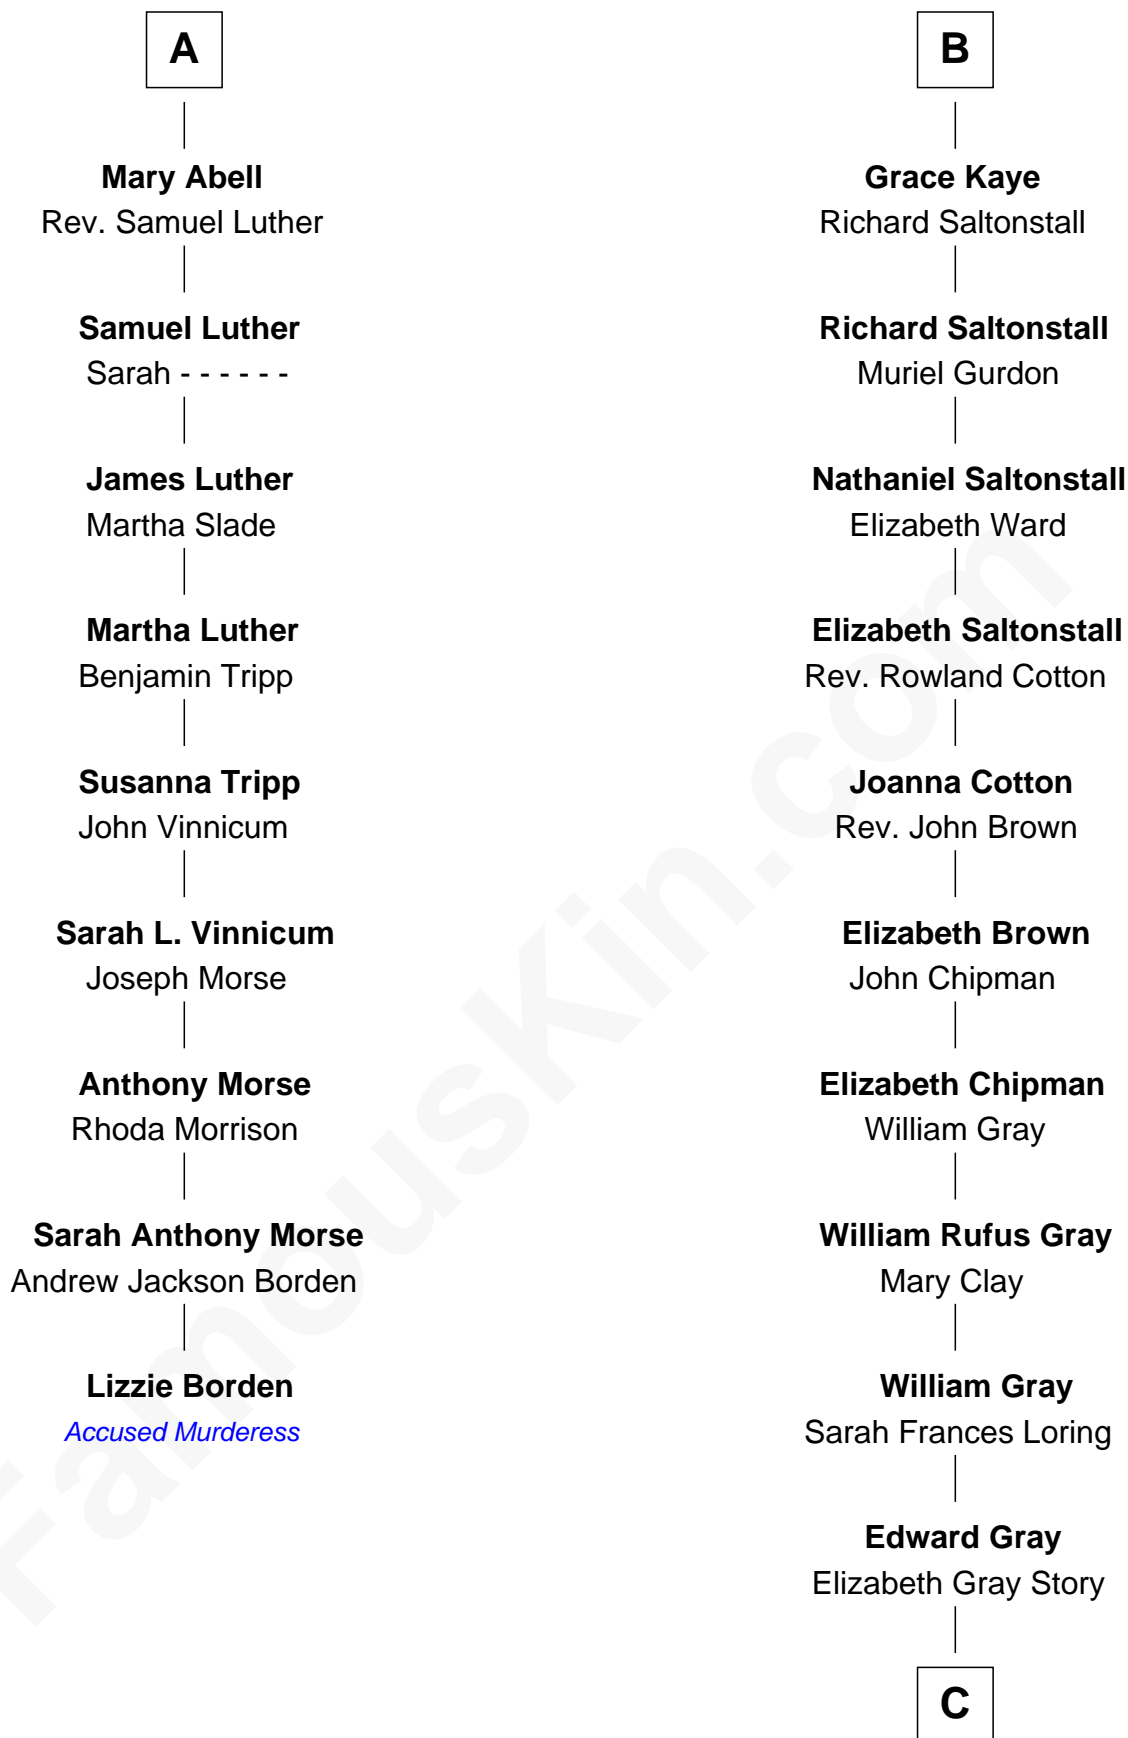 A
Mary Abell
Rev. Samuel Luther
Samuel Luther
Sarah - - - - - -
James Luther
Martha Slade
Martha Luther
Benjamin Tripp
Susanna Tripp
John Vinnicum
Sarah L. Vinnicum
Joseph Morse
Anthony Morse
Rhoda Morrison
Sarah Anthony Morse
Andrew Jackson Borden
Lizzie Borden
Accused Murderess
B
Grace Kaye
Richard Saltonstall
Richard Saltonstall
Muriel Gurdon
Nathaniel Saltonstall
Elizabeth Ward
Elizabeth Saltonstall
Rev. Rowland Cotton
Joanna Cotton
Rev. John Brown
Elizabeth Brown
John Chipman
Elizabeth Chipman
William Gray
William Rufus Gray
Mary Clay
William Gray
Sarah Frances Loring
Edward Gray
Elizabeth Gray Story
C
FamousKin.com